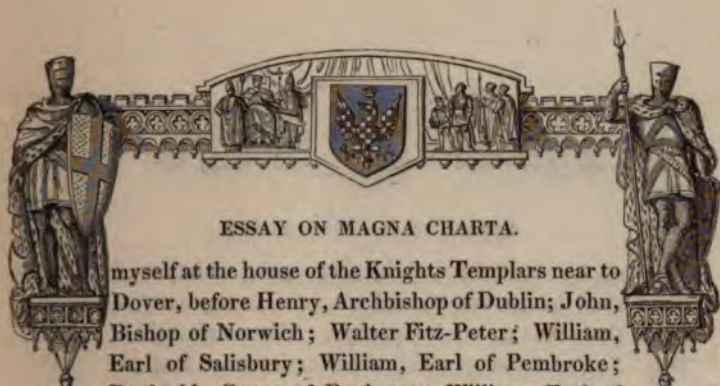 ESSAY ON MAGNA CHARTA.
myself at the house of the Knights Templars near to
Dover, before Henry, Archbishop of Dublin; John,
Bishop of Norwich; Walter Fitz-Peter; William,
Earl of Salisbury; William, Earl of Pembroke;